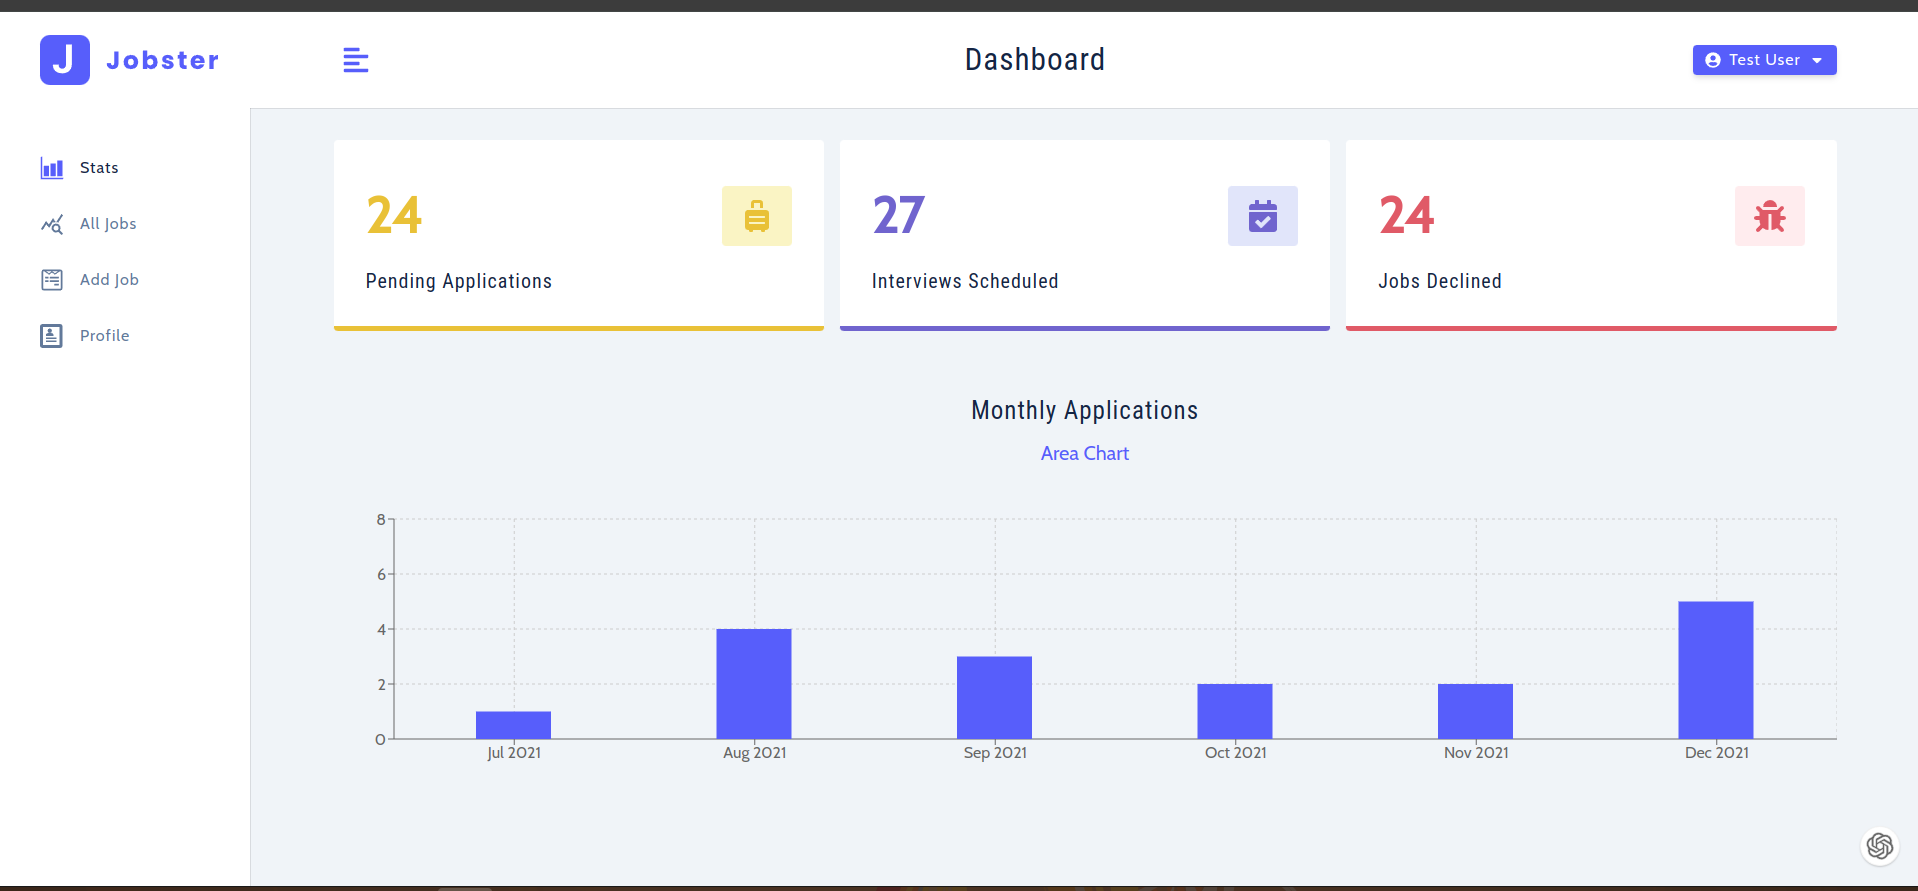 J Jobster
Dashboard
Test User
Stats
All Jobs
Add Job
Profile
24
Pending Applications
27
Interviews Scheduled
24
Jobs Declined
Monthly Applications
Area Chart
8
6
4
2
0
Jul 2021 Aug 2021 Sep 2021 Oct 2021 Nov 2021 Dec 2021